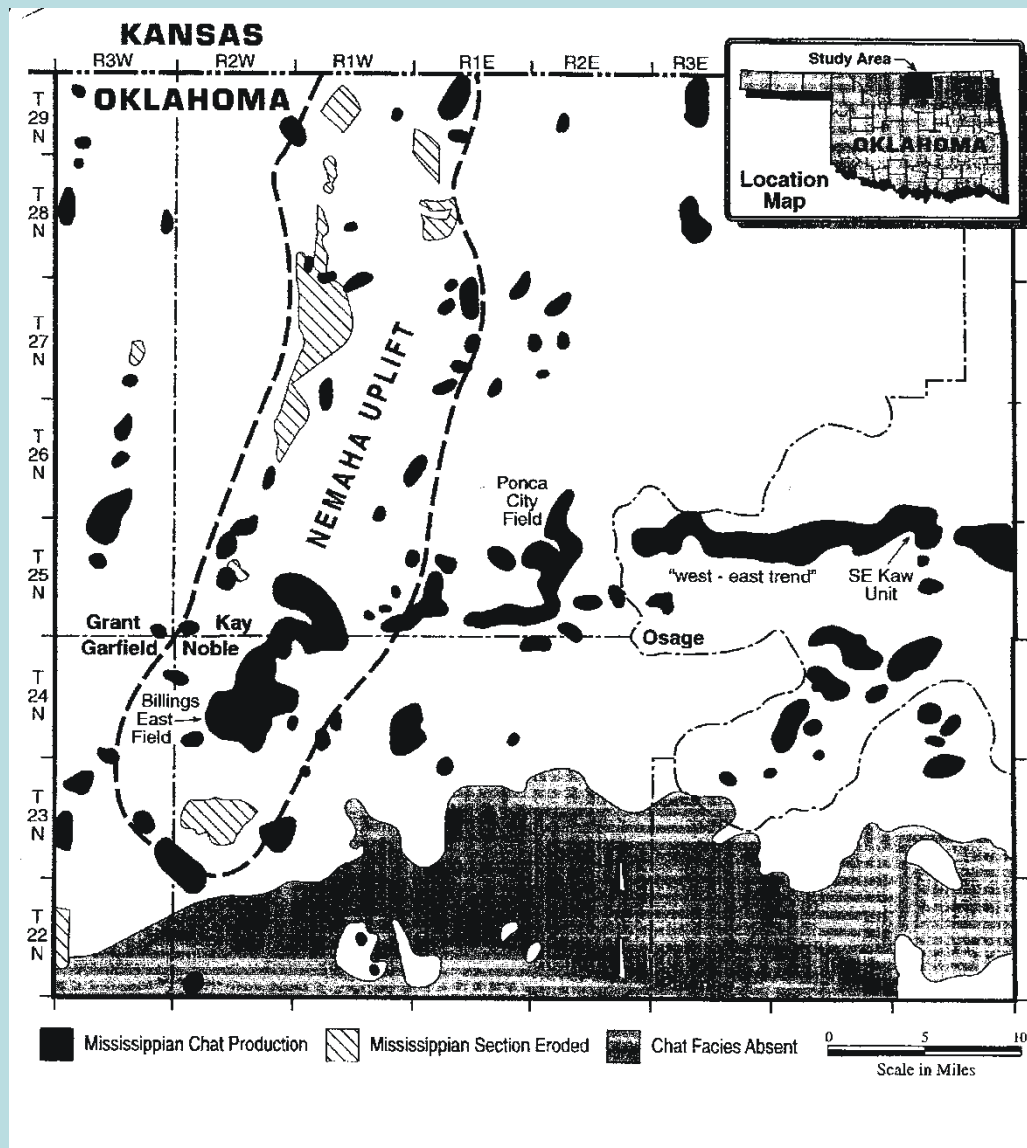 KANSAS
R3W R2W R1W R1E R2E R3E
OKLAHOMA
Study Area
OKLAHOMA
Location
Map
T
29
N
T
28
N
T
27
N
T
26
N
T
25
N
T
24
N
T
23
N
T
22
N
NEMAHA UPLIFT
Ponca
City
Field
"west - east trend"
SE Kaw
Unit
Grant
Kay
Garfield
Noble
Osage
Billings
East
Field
Mississippian Chat Production
Mississippian Section Eroded
Chat Facies Absent
0 5 10
Scale in Miles